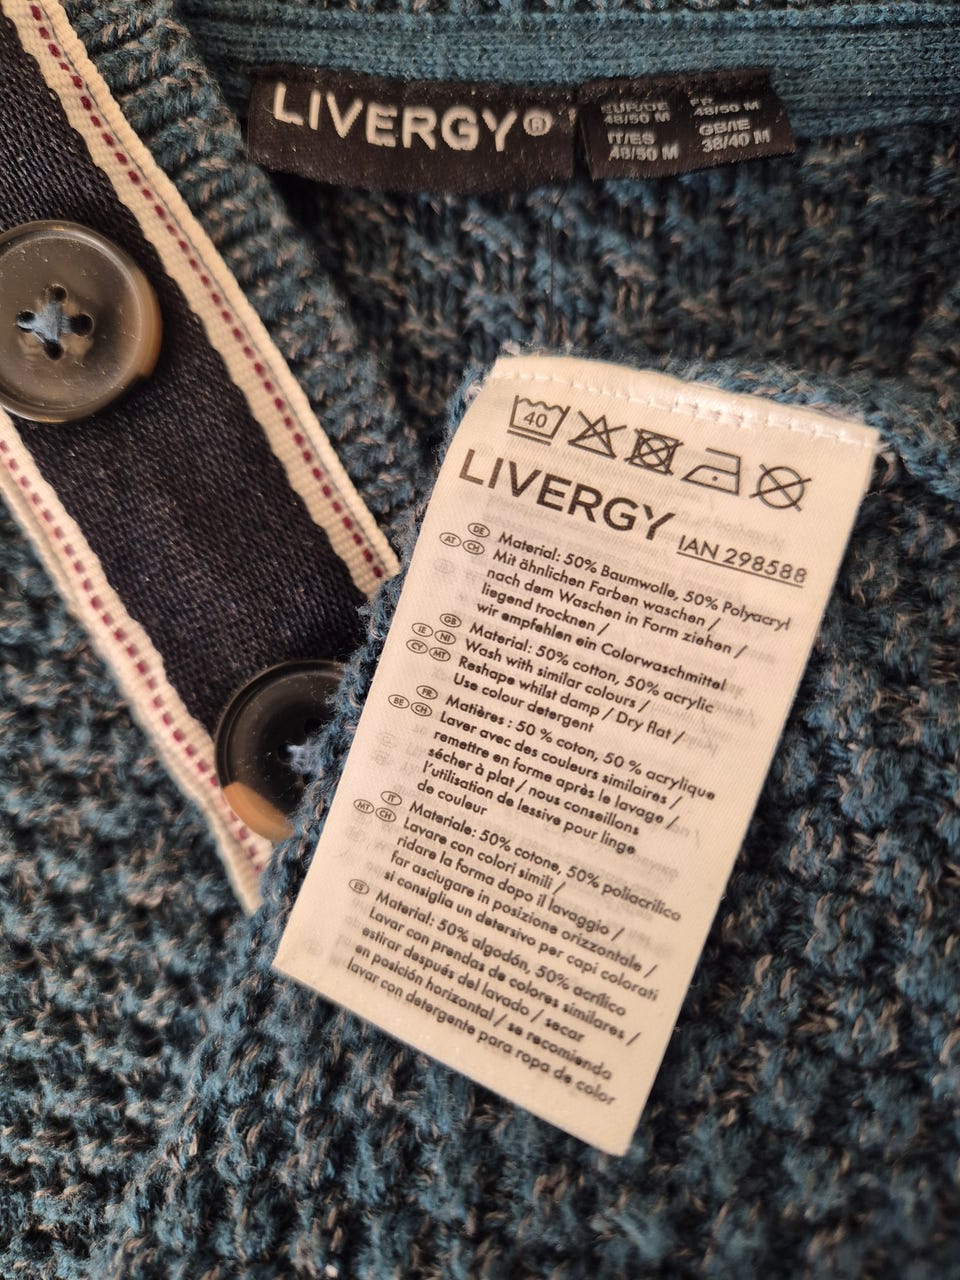 LIVERGY®
EUR/DE
48/50 M
FR
48/50 M
IT/ES
48/50 M
GB/IE
38/40 M
40
LIVERGY IAN 298588
DE AT CH
Material: 50% Baumwolle, 50% Polyacryl
Mit ähnlichen Farben waschen /
nach dem Waschen in Form ziehen /
liegend trocknen /
wir empfehlen ein Colorwaschmittel
GB IE NI CY MT
Material: 50% cotton, 50% acrylic
Wash with similar colours /
Reshape whilst damp / Dry flat /
Use colour detergent
FR BE CH
Matières : 50 % coton, 50 % acrylique
Laver avec des couleurs similaires /
remettre en forme après le lavage /
sécher à plat / nous conseillons
l'utilisation de lessive pour linge
de couleur
IT MT CH
Materiale: 50% cotone, 50% poliacrilico
Lavare con colori simili /
ridare la forma dopo il lavaggio /
far asciugare in posizione orizzontale /
si consiglia un detersivo per capi colorati
ES
Material: 50% algodón, 50% acrílico
Lavar con prendas de colores similares /
estirar después del lavado / secar
en posición horizontal / se recomienda
lavar con detergente para ropa de color